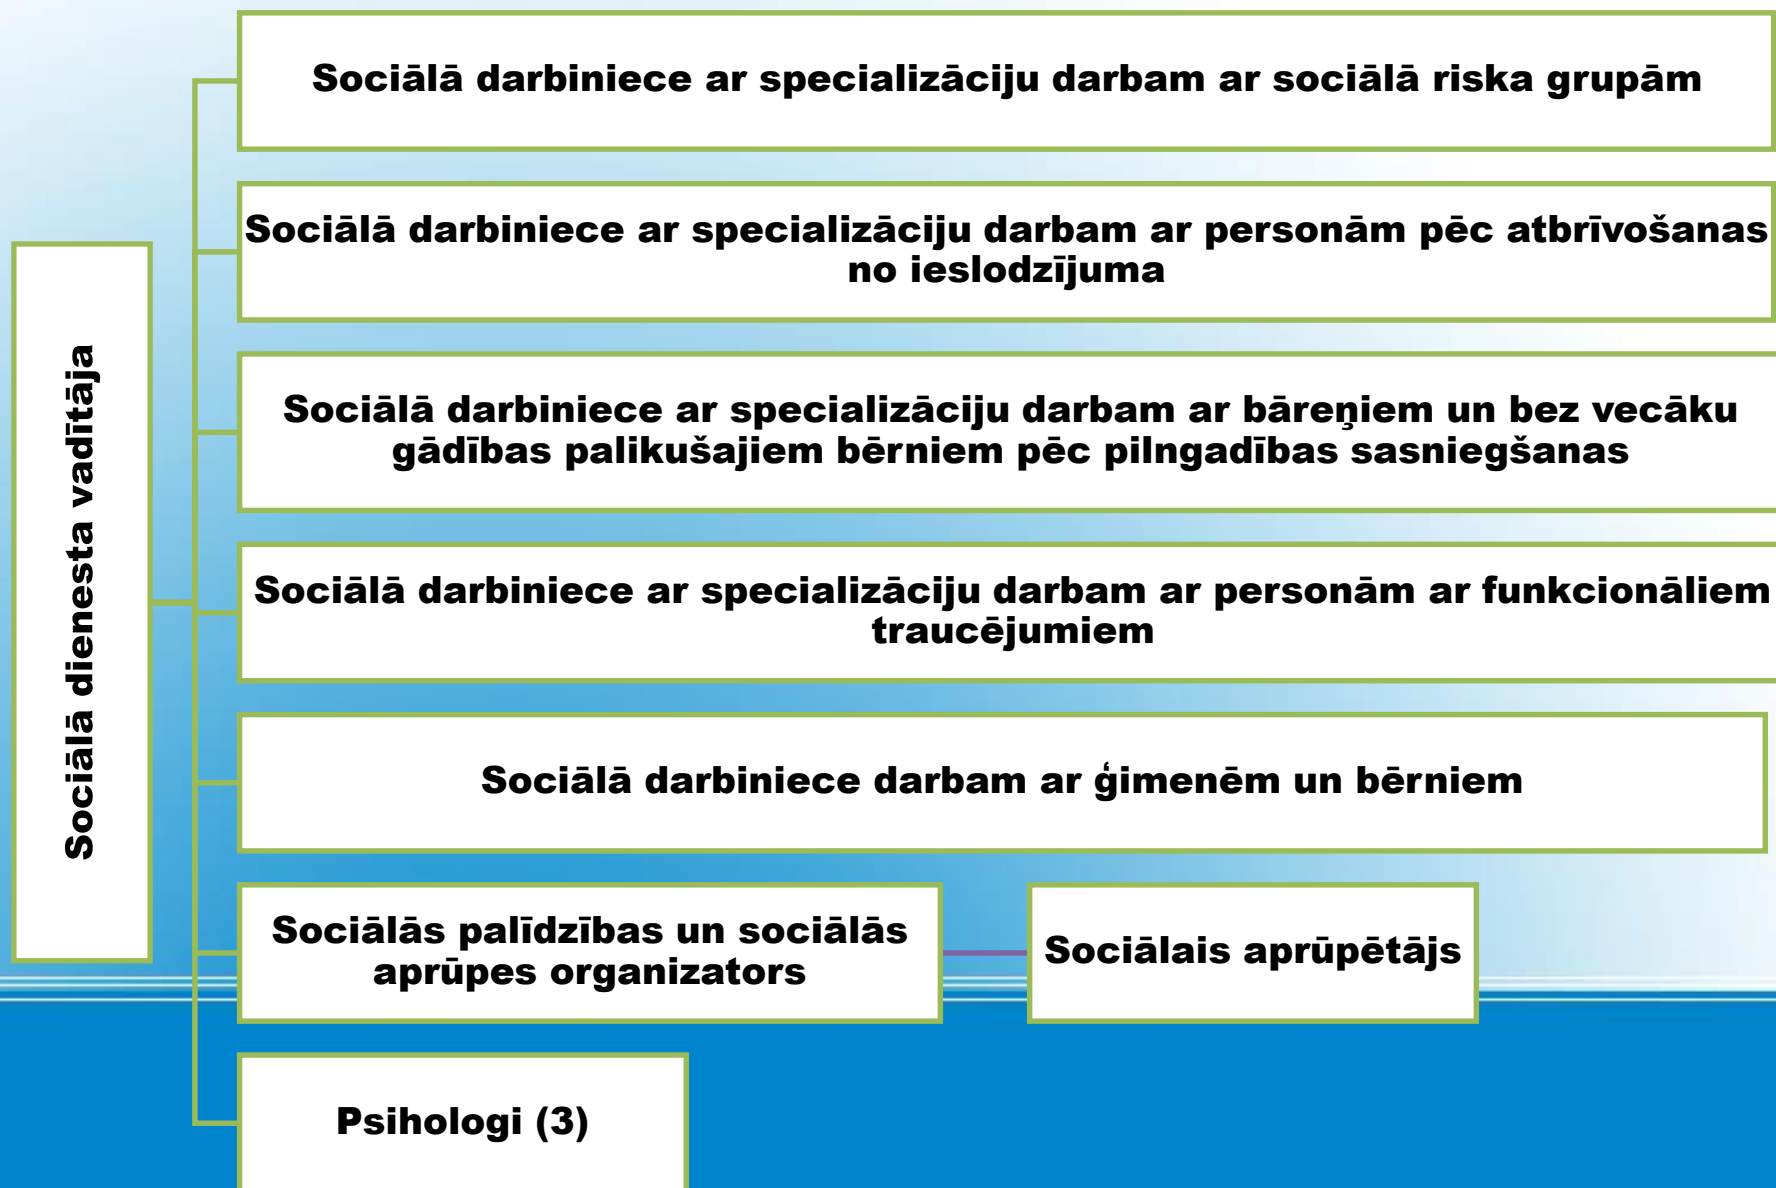 Sociālā dienesta vadītāja
Sociālā darbiniece ar specializāciju darbam ar sociālā riska grupām
Sociālā darbiniece ar specializāciju darbam ar personām pēc atbrīvošanas
no ieslodzījuma
Sociālā darbiniece ar specializāciju darbam ar bāreņiem un bez vecāku
gādības palikušajiem bērniem pēc pilngadības sasniegšanas
Sociālā darbiniece ar specializāciju darbam ar personām ar funkcionāliem
traucējumiem
Sociālā darbiniece darbam ar ģimenēm un bērniem
Sociālās palīdzības un sociālās
aprūpes organizators
Sociālais aprūpētājs
Psihologi (3)